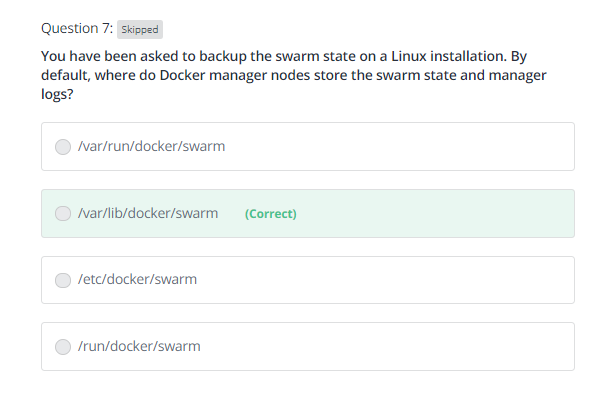 Question 7: Skipped
You have been asked to backup the swarm state on a Linux installation. By
default, where do Docker manager nodes store the swarm state and manager
logs?
/var/run/docker/swarm
/var/lib/docker/swarm (Correct)
/etc/docker/swarm
/run/docker/swarm